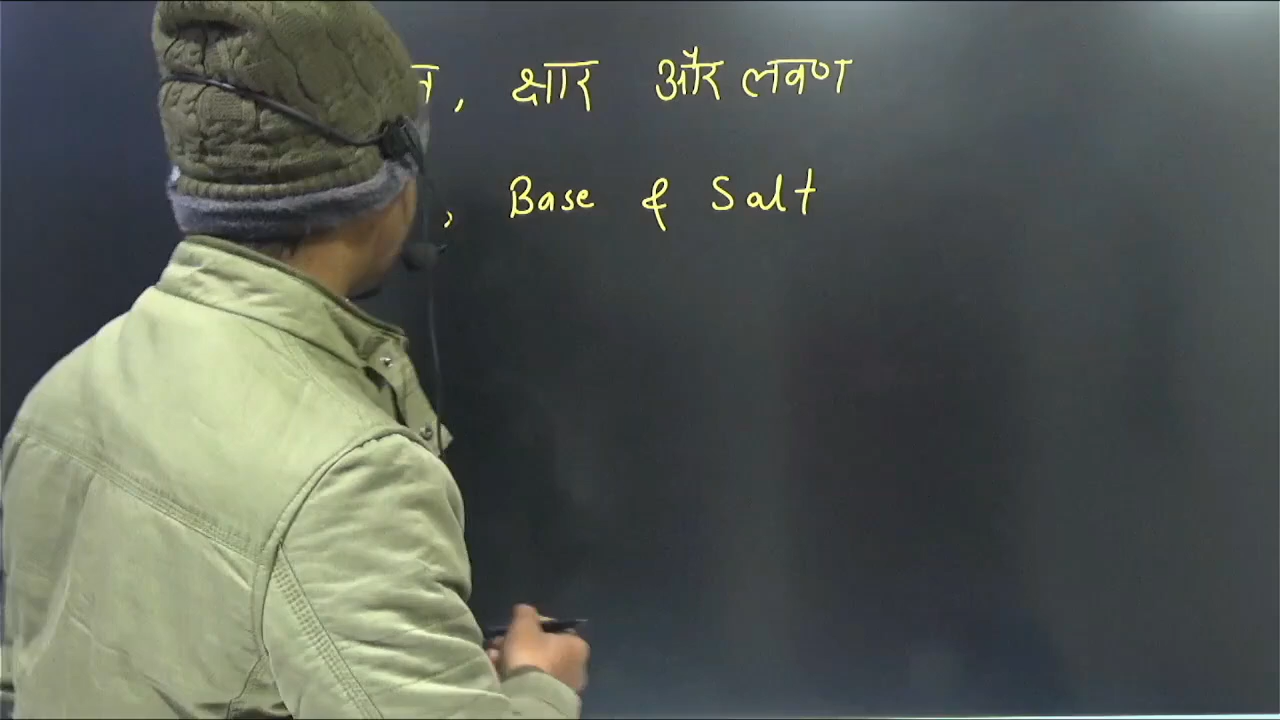 , क्षार और लवण
, Base & Salt